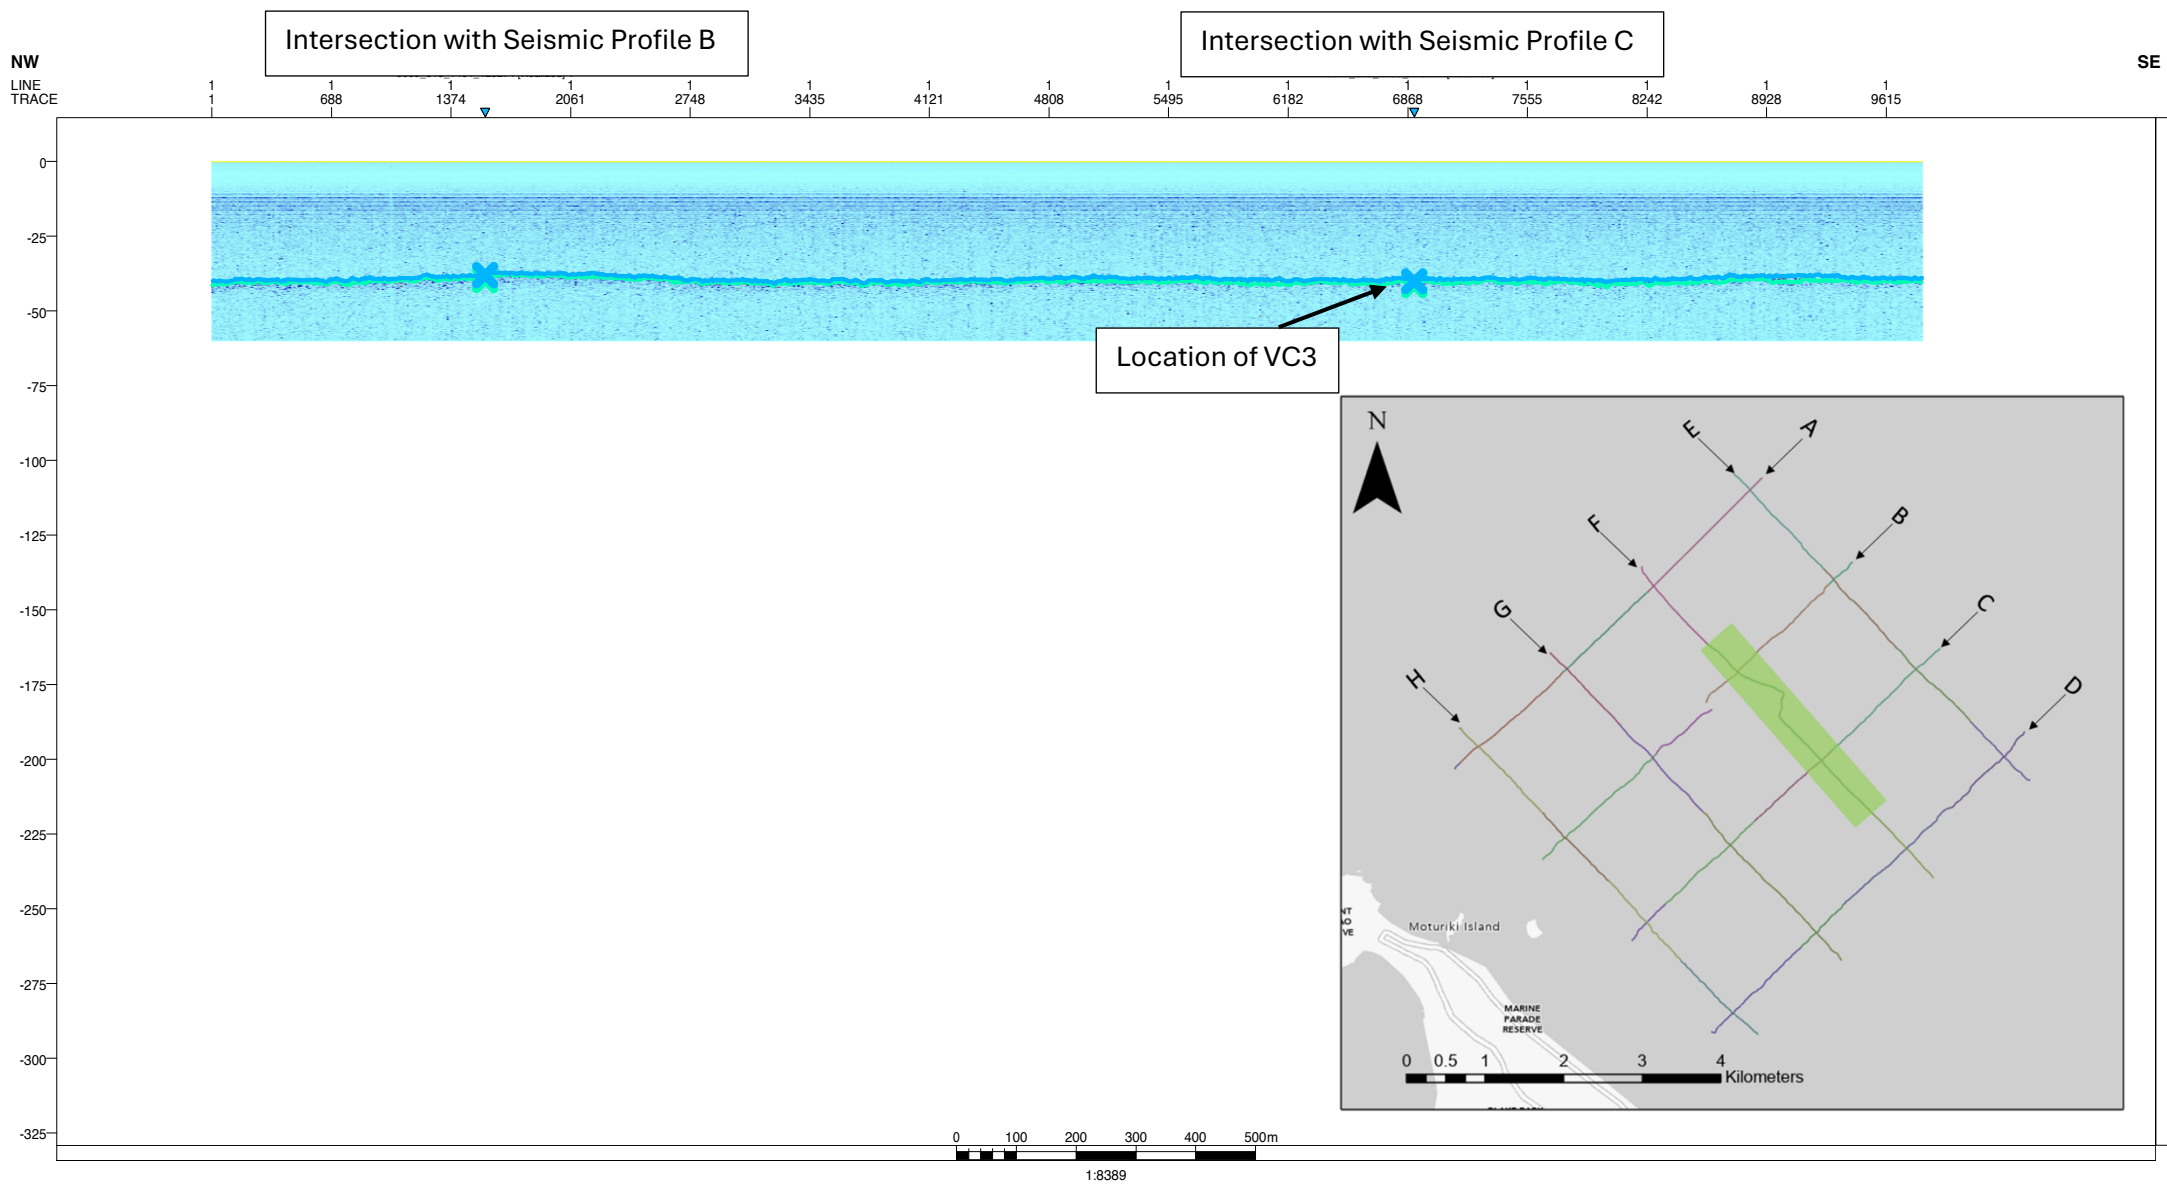 Intersection with Seismic Profile B
Intersection with Seismic Profile C
NW
SE
LINE 1 1 1 1 1 1 1 1 1 1 1 1 1 1 1
TRACE 1 688 1374 2061 2748 3435 4121 4808 5495 6182 6868 7555 8242 8928 9615
0
-25
-50
Location of VC3
-75
-100
-125
-150
-175
-200
-225
-250
-275
-300
-325
N
E
A
F
B
G
C
H
D
NT
AO
VE
Moturiki Island
MARINE
PARADE
RESERVE
0 0.5 1 2 3 4
Kilometers
0 100 200 300 400 500m
1:8389